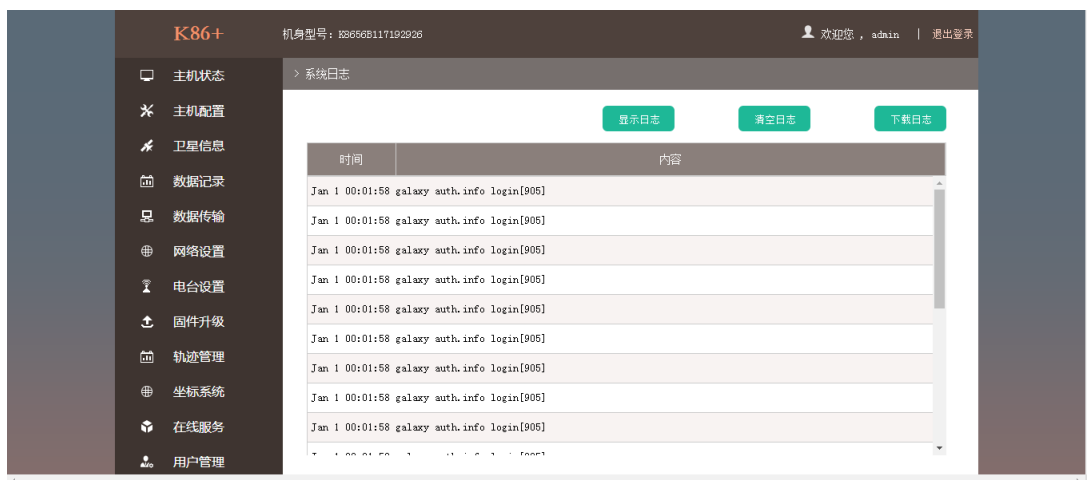 K86+
机身型号：K8656B117192926
欢迎您 , admin | 退出登录
主机状态
主机配置
卫星信息
数据记录
数据传输
网络设置
电台设置
固件升级
轨迹管理
坐标系统
在线服务
用户管理
> 系统日志
显示日志 清空日志 下载日志
时间 内容
Jan 1 00:01:58 galaxy auth.info login[905]
Jan 1 00:01:58 galaxy auth.info login[905]
Jan 1 00:01:58 galaxy auth.info login[905]
Jan 1 00:01:58 galaxy auth.info login[905]
Jan 1 00:01:58 galaxy auth.info login[905]
Jan 1 00:01:58 galaxy auth.info login[905]
Jan 1 00:01:58 galaxy auth.info login[905]
Jan 1 00:01:58 galaxy auth.info login[905]
Jan 1 00:01:58 galaxy auth.info login[905]